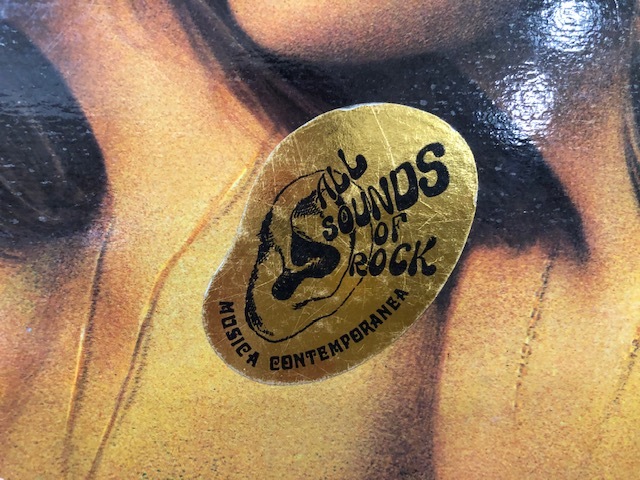 ALL
SOUNDS
OF
ROCK
MUSICA CONTEMPORANEA